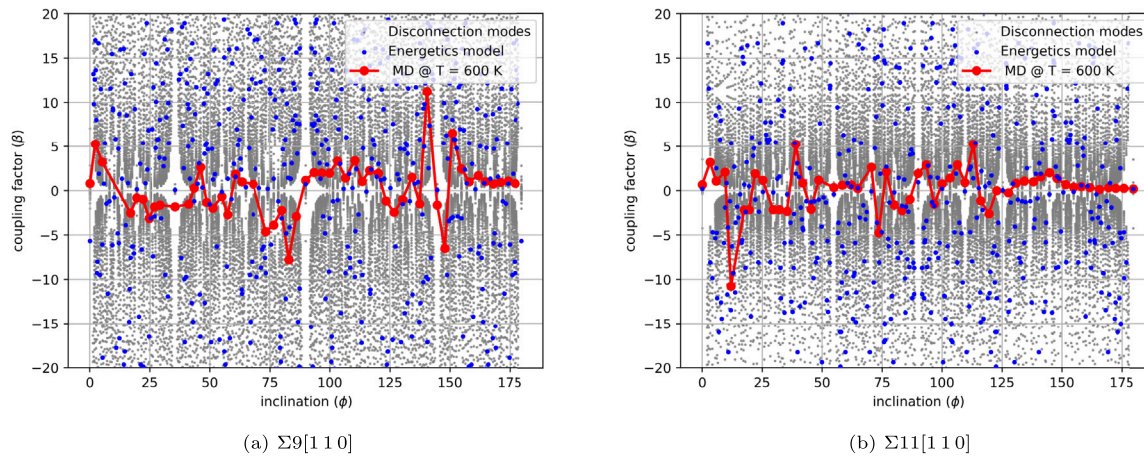 20
15
10
5
0
−5
−10
−15
−20
coupling factor (β)
0 25 50 75 100 125 150 175
inclination (ϕ)
Disconnection modes
Energetics model
MD @ T = 600 K
(a) Σ9[1 1 0]
20
15
10
5
0
−5
−10
−15
−20
coupling factor (β)
0 25 50 75 100 125 150 175
inclination (ϕ)
Disconnection modes
Energetics model
MD @ T = 600 K
(b) Σ11[1 1 0]